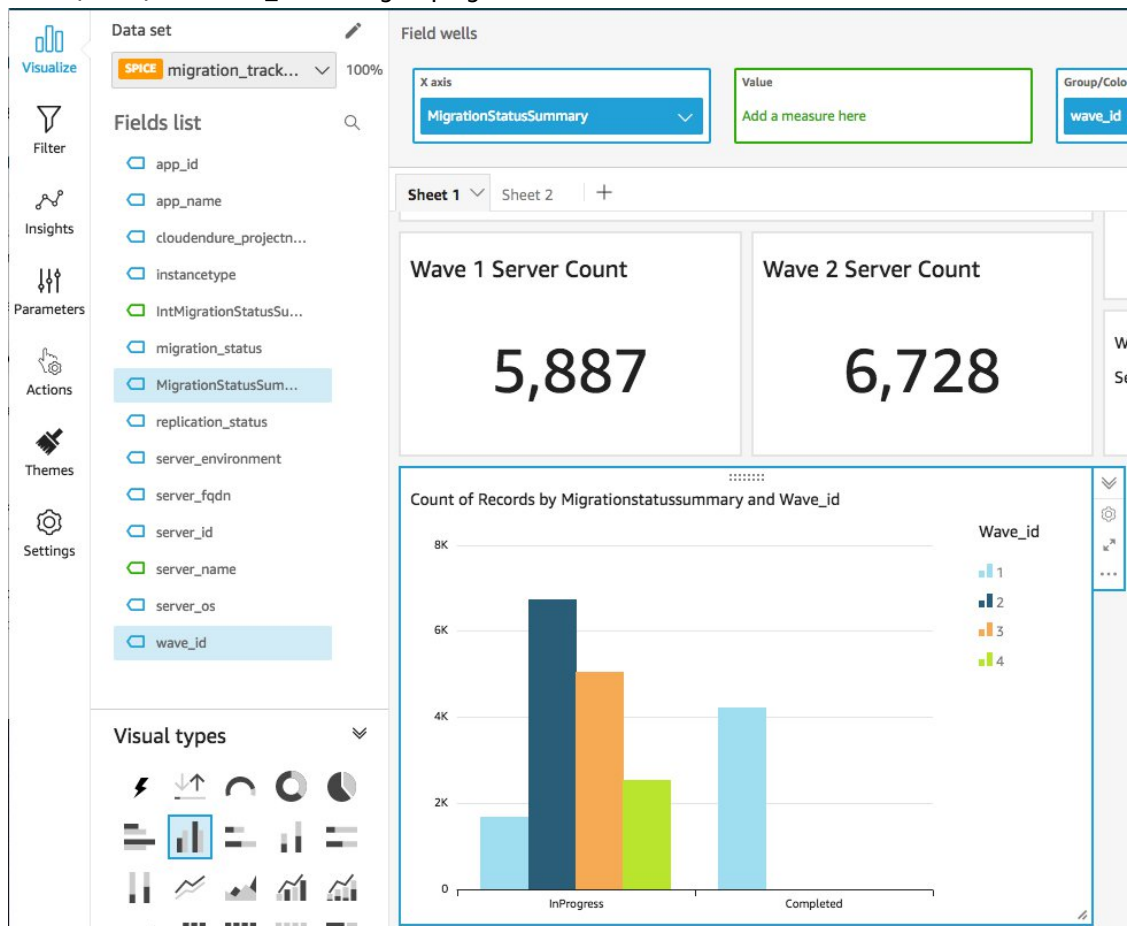 Visualize
Filter
Insights
Parameters
Actions
Themes
Settings
Data set
SPICE migration_track... 100%
Fields list
app_id
app_name
cloudendure_projectn...
instancetype
IntMigrationStatusSu...
migration_status
MigrationStatusSum...
replication_status
server_environment
server_fqdn
server_id
server_name
server_os
wave_id
Visual types
Field wells
X axis
MigrationStatusSummary
Value
Add a measure here
Group/Colo
wave_id
Sheet 1
Sheet 2
Wave 1 Server Count
5,887
Wave 2 Server Count
6,728
W
Se
Count of Records by Migrationstatussummary and Wave_id
8K
6K
4K
2K
0
InProgress
Completed
Wave_id
1
2
3
4